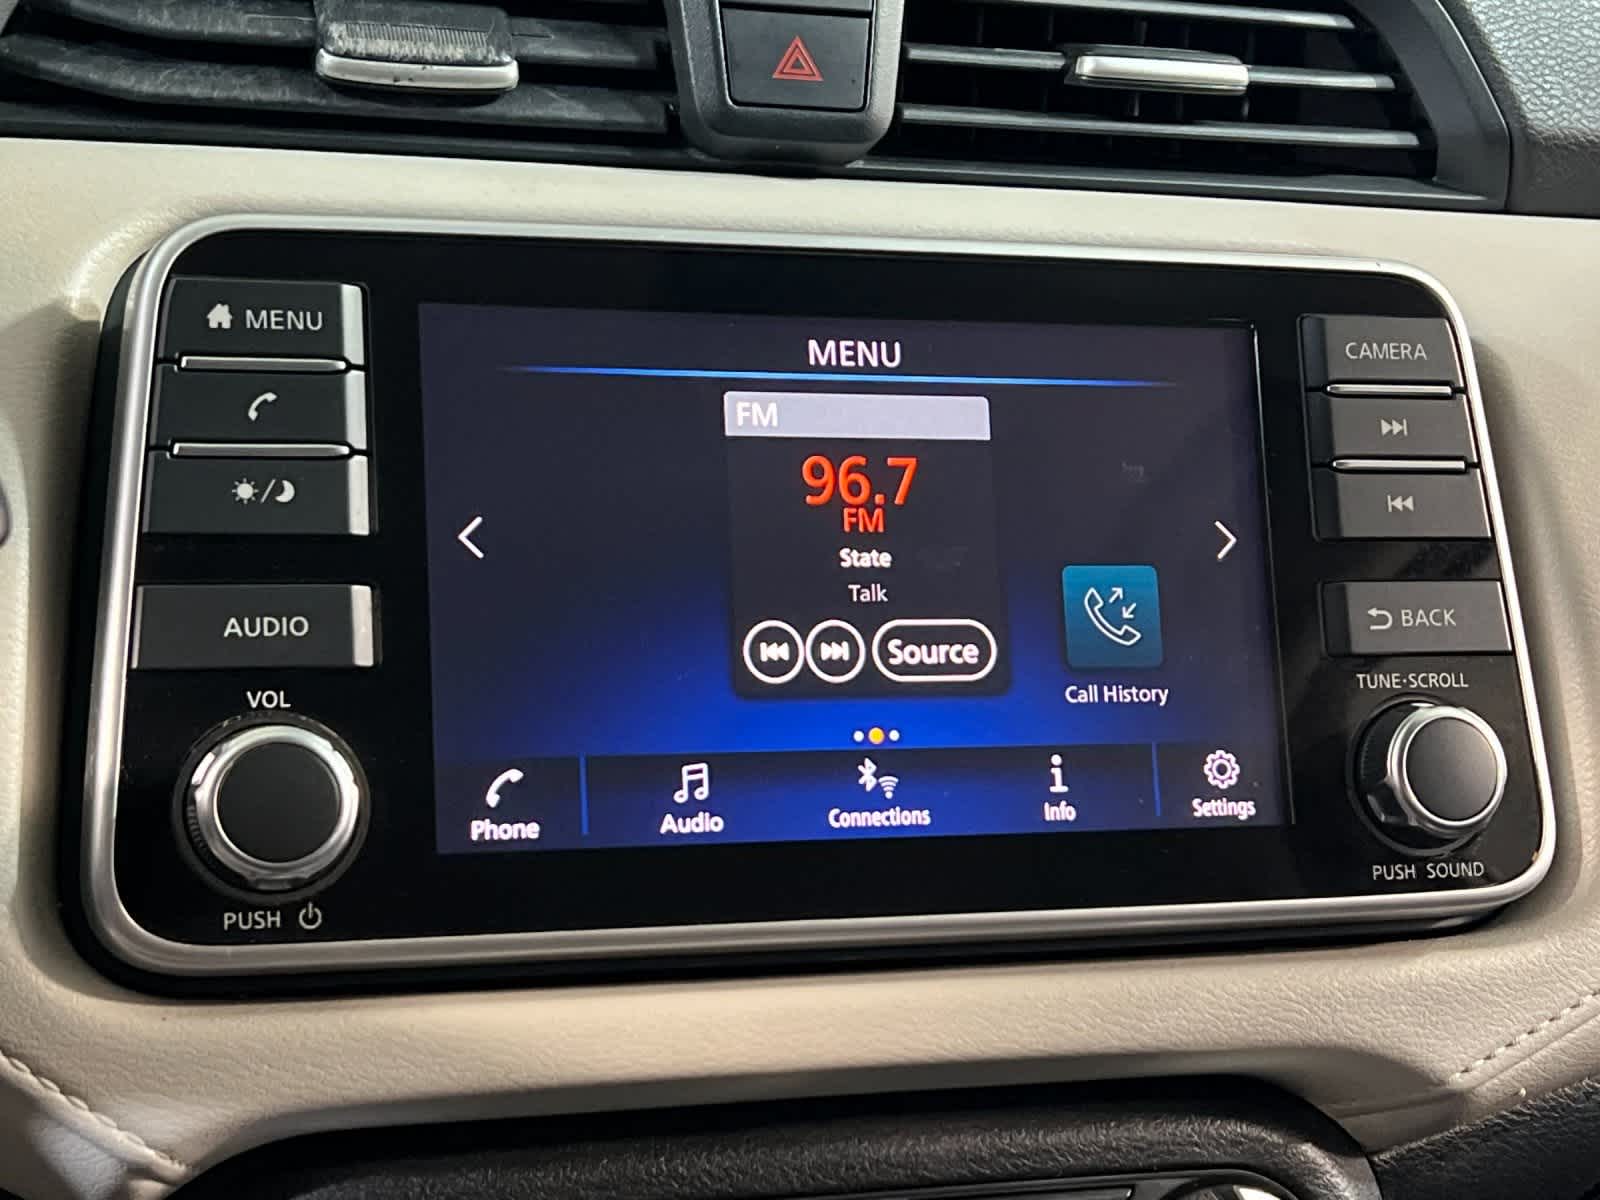 MENU
AUDIO
VOL
PUSH
MENU
FM
96.7
FM
State
Talk
Source
Call History
Phone
Audio
Connections
Info
Settings
CAMERA
BACK
TUNE·SCROLL
PUSH SOUND